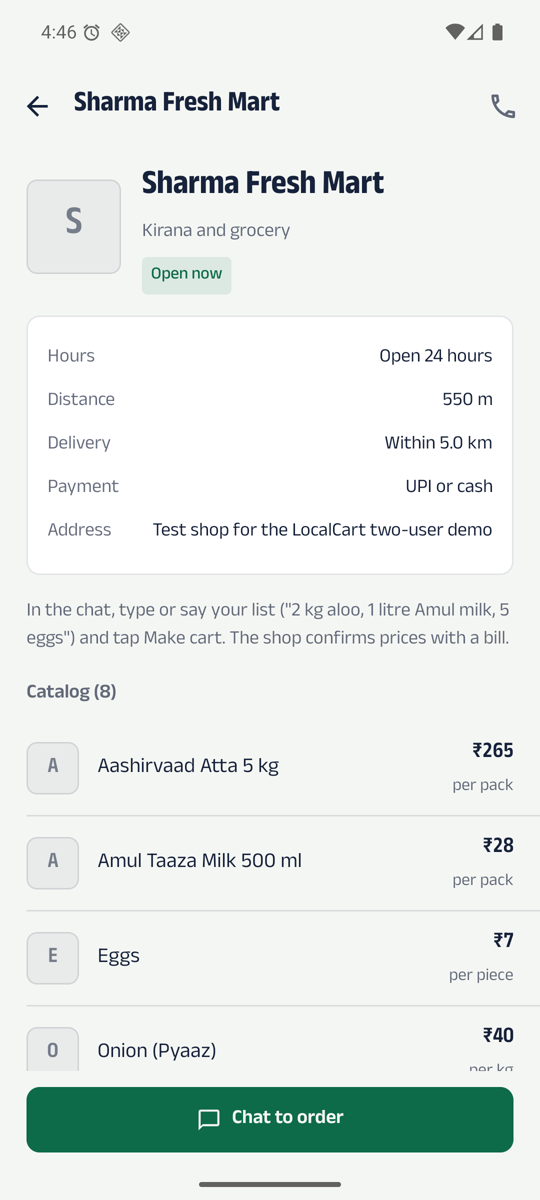 4:46
Sharma Fresh Mart
S
Sharma Fresh Mart
Kirana and grocery
Open now
Hours Open 24 hours
Distance 550 m
Delivery Within 5.0 km
Payment UPI or cash
Address Test shop for the LocalCart two-user demo
In the chat, type or say your list ("2 kg aloo, 1 litre Amul milk, 5
eggs") and tap Make cart. The shop confirms prices with a bill.
Catalog (8)
A Aashirvaad Atta 5 kg ₹265
per pack
A Amul Taaza Milk 500 ml ₹28
per pack
E Eggs ₹7
per piece
O Onion (Pyaaz) ₹40
per kg
Chat to order